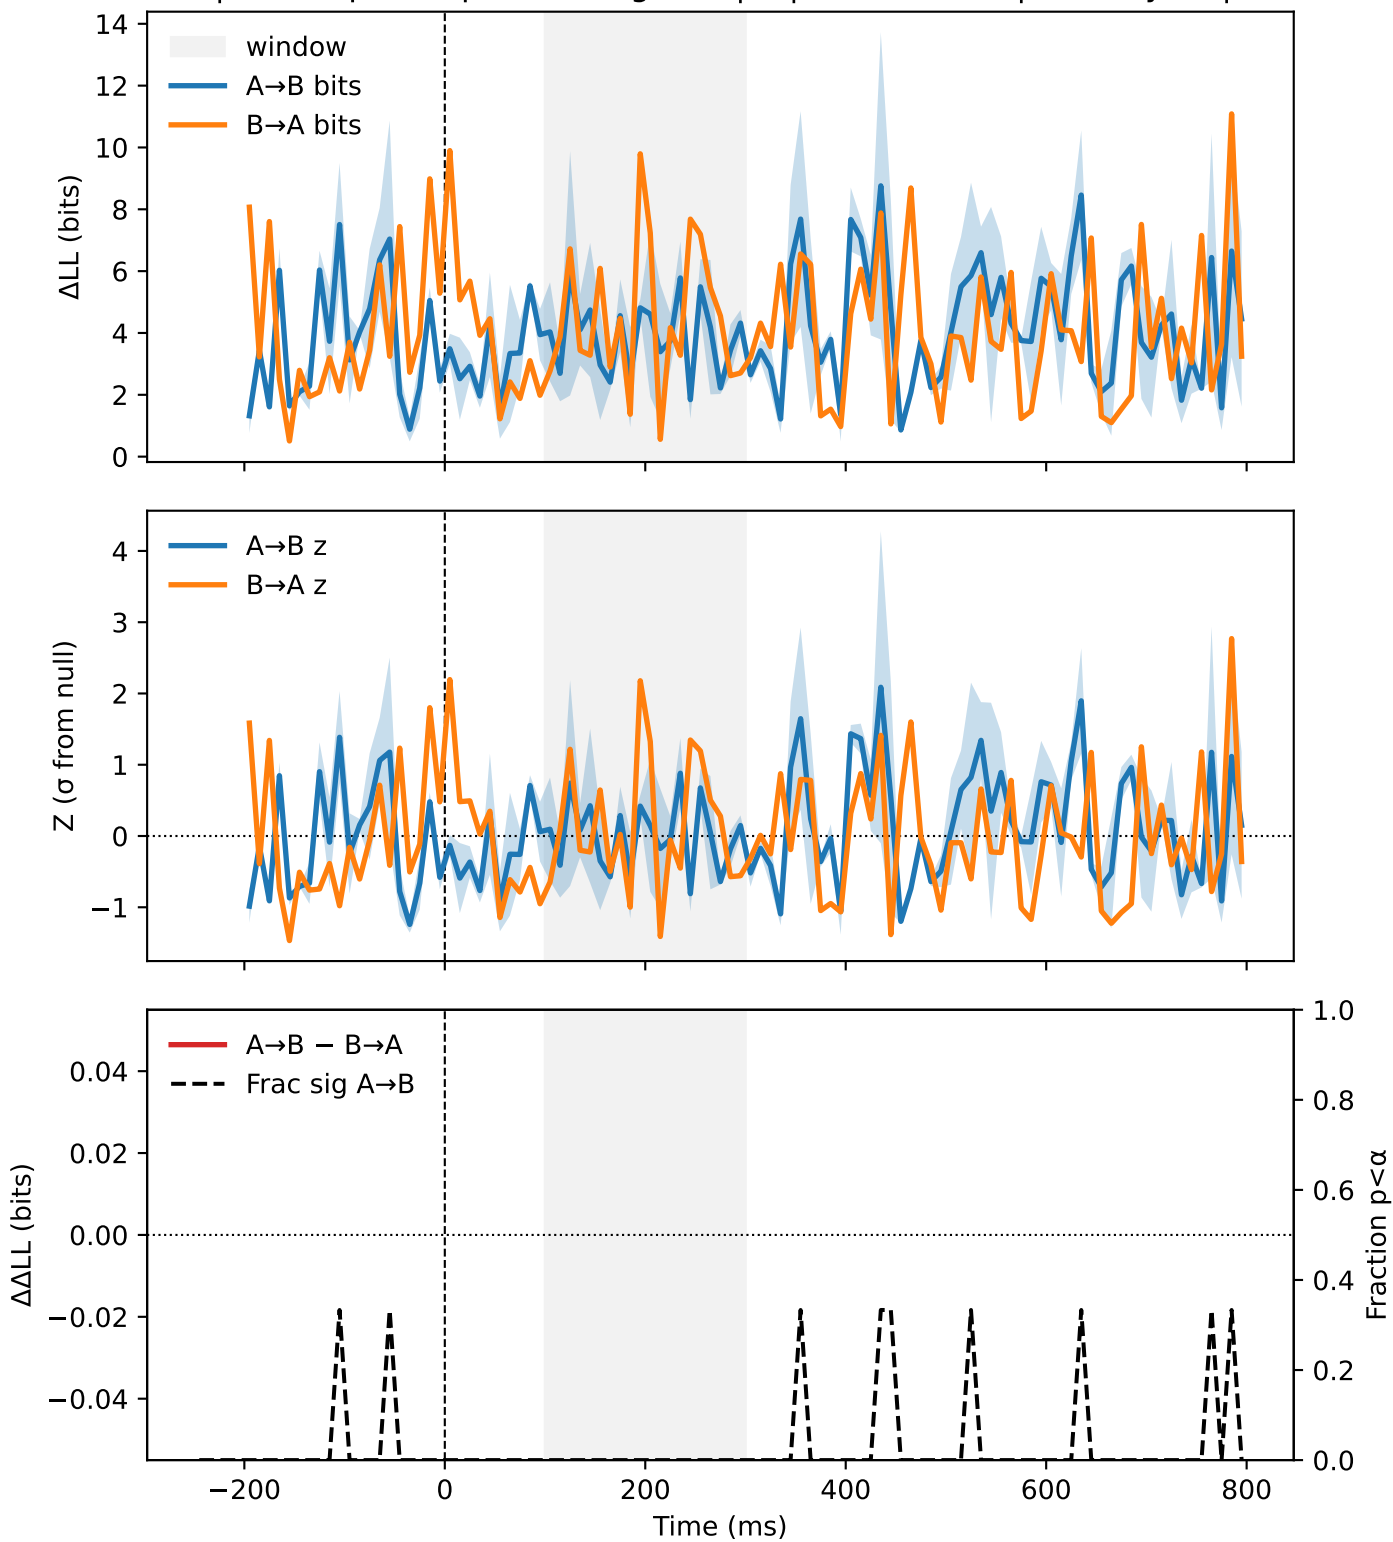 14
12
10
8
6
4
2
0
ΔLL (bits)
window
A→B bits
B→A bits
4
3
2
1
0
−1
Z (σ from null)
A→B z
B→A z
0.04
0.02
0.00
−0.02
−0.04
ΔΔLL (bits)
A→B − B→A
Frac sig A→B
1.0
0.8
0.6
0.4
0.2
0.0
Fraction p<α
−200 0 200 400 600 800
Time (ms)